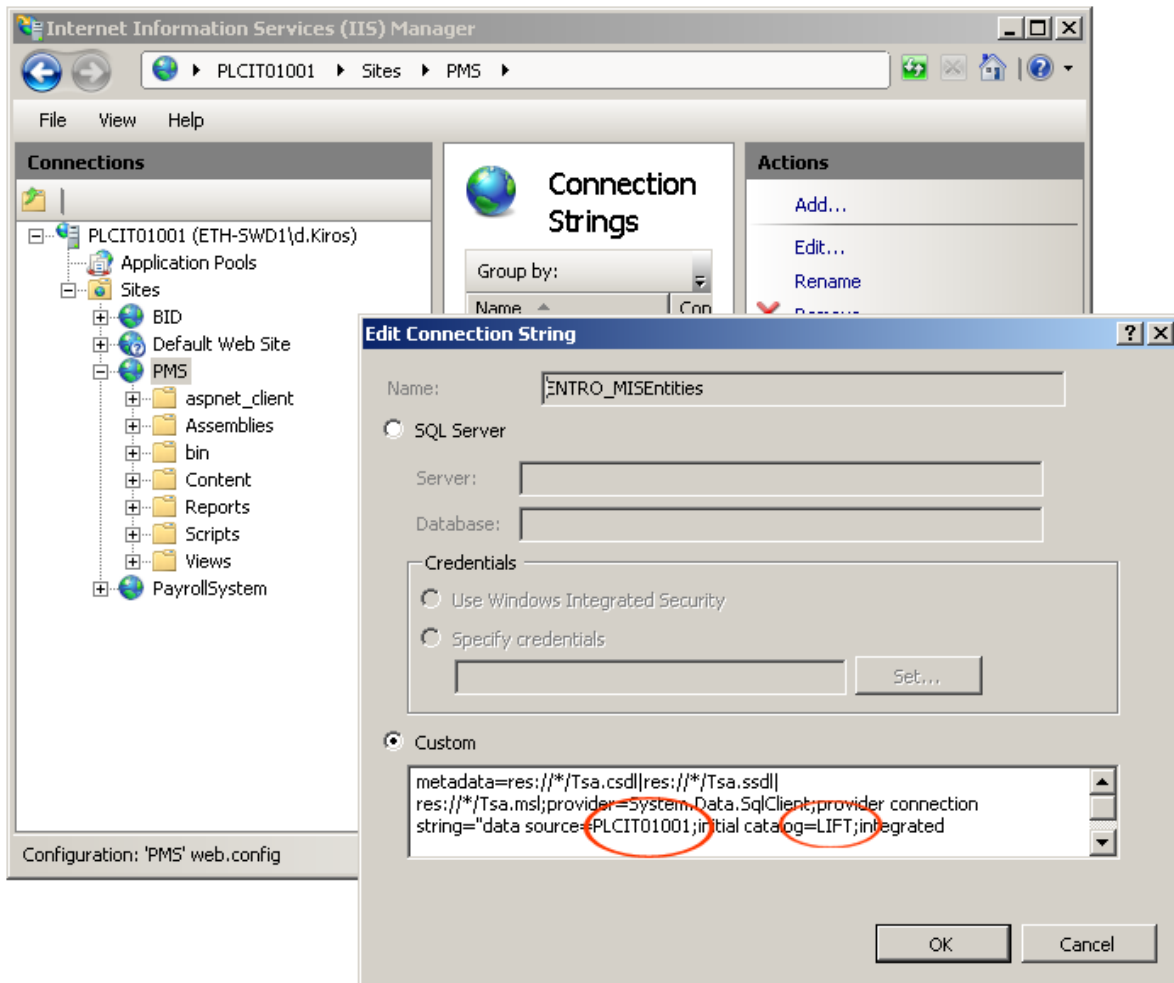 Internet Information Services (IIS) Manager
PLCIT01001 Sites PMS
File View Help
Connections
PLCIT01001 (ETH-SWD1\d.Kiros)
Application Pools
Sites
BID
Default Web Site
PMS
aspnet_client
Assemblies
bin
Content
Reports
Scripts
Views
PayrollSystem
Configuration: 'PMS' web.config
Connection
Strings
Group by:
Name Con
Actions
Add...
Edit...
Rename
Remove
Edit Connection String
Name: ENTRO_MISEntities
SQL Server
Server:
Database:
Credentials
Use Windows Integrated Security
Specify credentials
Set...
Custom
metadata=res://*/Tsa.csdl|res://*/Tsa.ssdl|
res://*/Tsa.msl;provider=System.Data.SqlClient;provider connection
string="data source=PLCIT01001;initial catalog=LIFT;integrated
OK Cancel